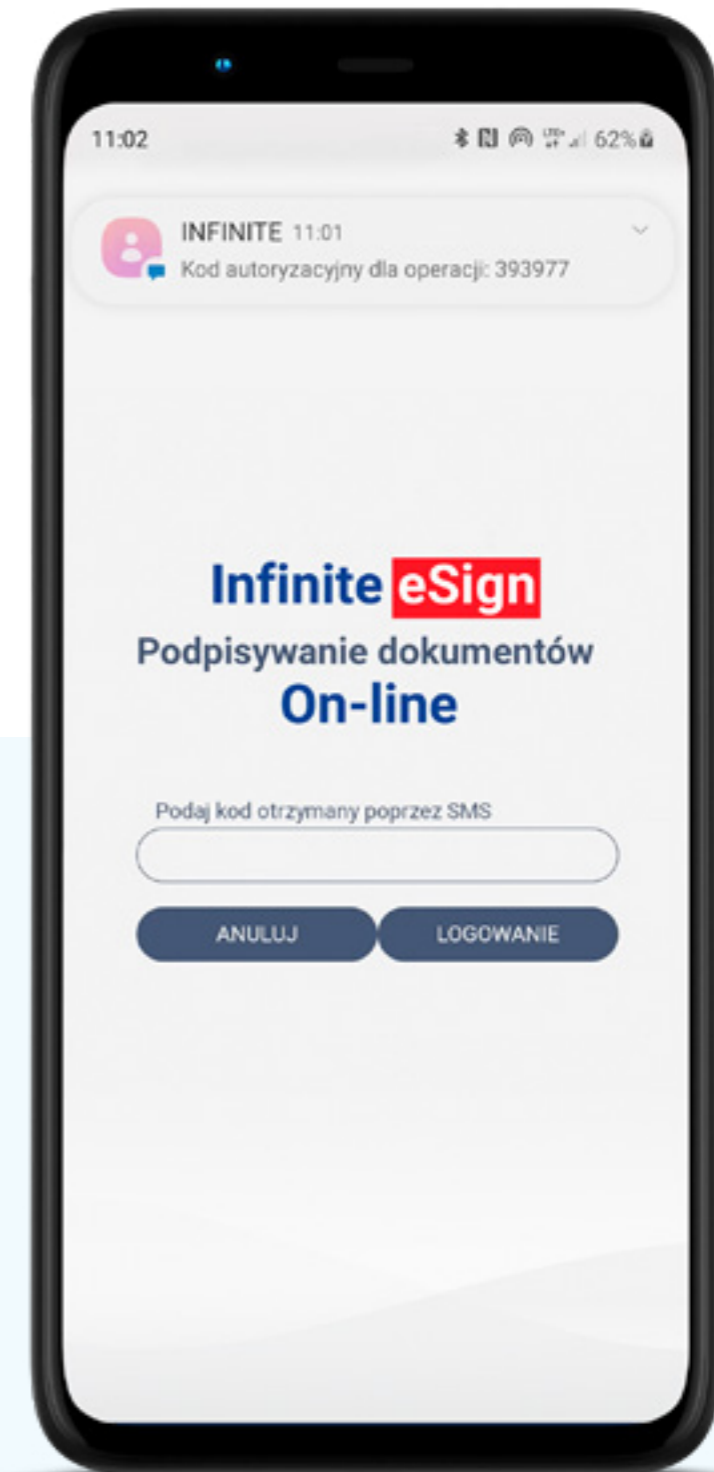 11:02 62%
INFINITE 11:01
Kod autoryzacyjny dla operacji: 393977
Infinite eSign
Podpisywanie dokumentów
On-line
Podaj kod otrzymany poprzez SMS
ANULUJ LOGOWANIE